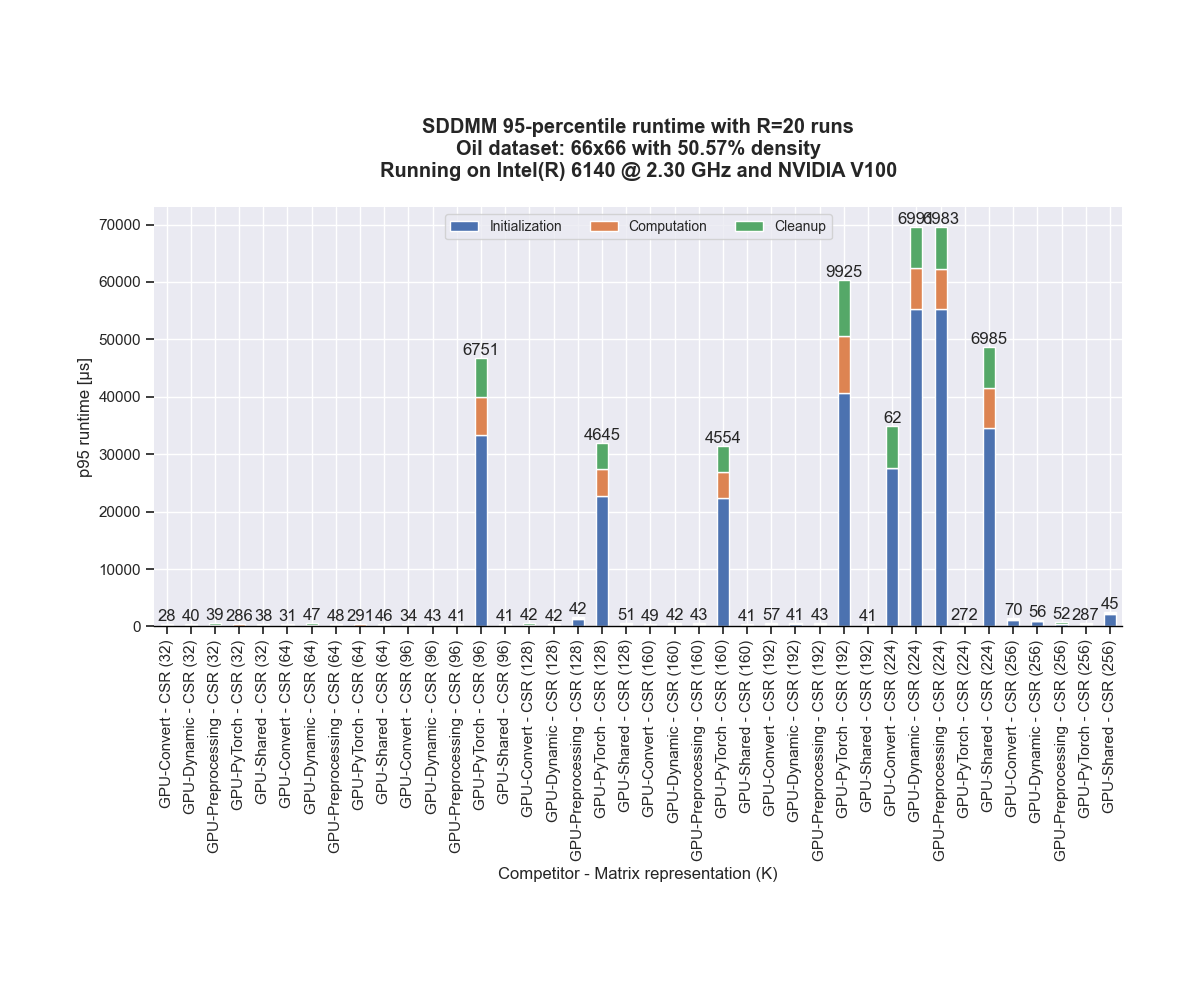 SDDMM 95-percentile runtime with R=20 runs
Oil dataset: 66x66 with 50.57% density
Running on Intel(R) 6140 @ 2.30 GHz and NVIDIA V100
Initialization
Computation
Cleanup
p95 runtime [μs]
70000
60000
50000
40000
30000
20000
10000
0
28
40
39
286
38
31
47
48
291
46
34
43
41
6751
41
42
42
42
4645
51
49
42
43
4554
41
57
41
43
9925
41
62
6983
272
6985
70
56
52
287
45
GPU-Convert - CSR (32)
GPU-Dynamic - CSR (32)
GPU-Preprocessing - CSR (32)
GPU-PyTorch - CSR (32)
GPU-Shared - CSR (32)
GPU-Convert - CSR (64)
GPU-Dynamic - CSR (64)
GPU-Preprocessing - CSR (64)
GPU-PyTorch - CSR (64)
GPU-Shared - CSR (64)
GPU-Convert - CSR (96)
GPU-Dynamic - CSR (96)
GPU-Preprocessing - CSR (96)
GPU-PyTorch - CSR (96)
GPU-Shared - CSR (96)
GPU-Convert - CSR (128)
GPU-Dynamic - CSR (128)
GPU-Preprocessing - CSR (128)
GPU-PyTorch - CSR (128)
GPU-Shared - CSR (128)
GPU-Convert - CSR (160)
GPU-Dynamic - CSR (160)
GPU-Preprocessing - CSR (160)
GPU-PyTorch - CSR (160)
GPU-Shared - CSR (160)
GPU-Convert - CSR (192)
GPU-Dynamic - CSR (192)
GPU-Preprocessing - CSR (192)
GPU-PyTorch - CSR (192)
GPU-Shared - CSR (192)
GPU-Convert - CSR (224)
GPU-Dynamic - CSR (224)
GPU-Preprocessing - CSR (224)
GPU-PyTorch - CSR (224)
GPU-Shared - CSR (224)
GPU-Convert - CSR (256)
GPU-Dynamic - CSR (256)
GPU-Preprocessing - CSR (256)
GPU-PyTorch - CSR (256)
GPU-Shared - CSR (256)
Competitor - Matrix representation (K)